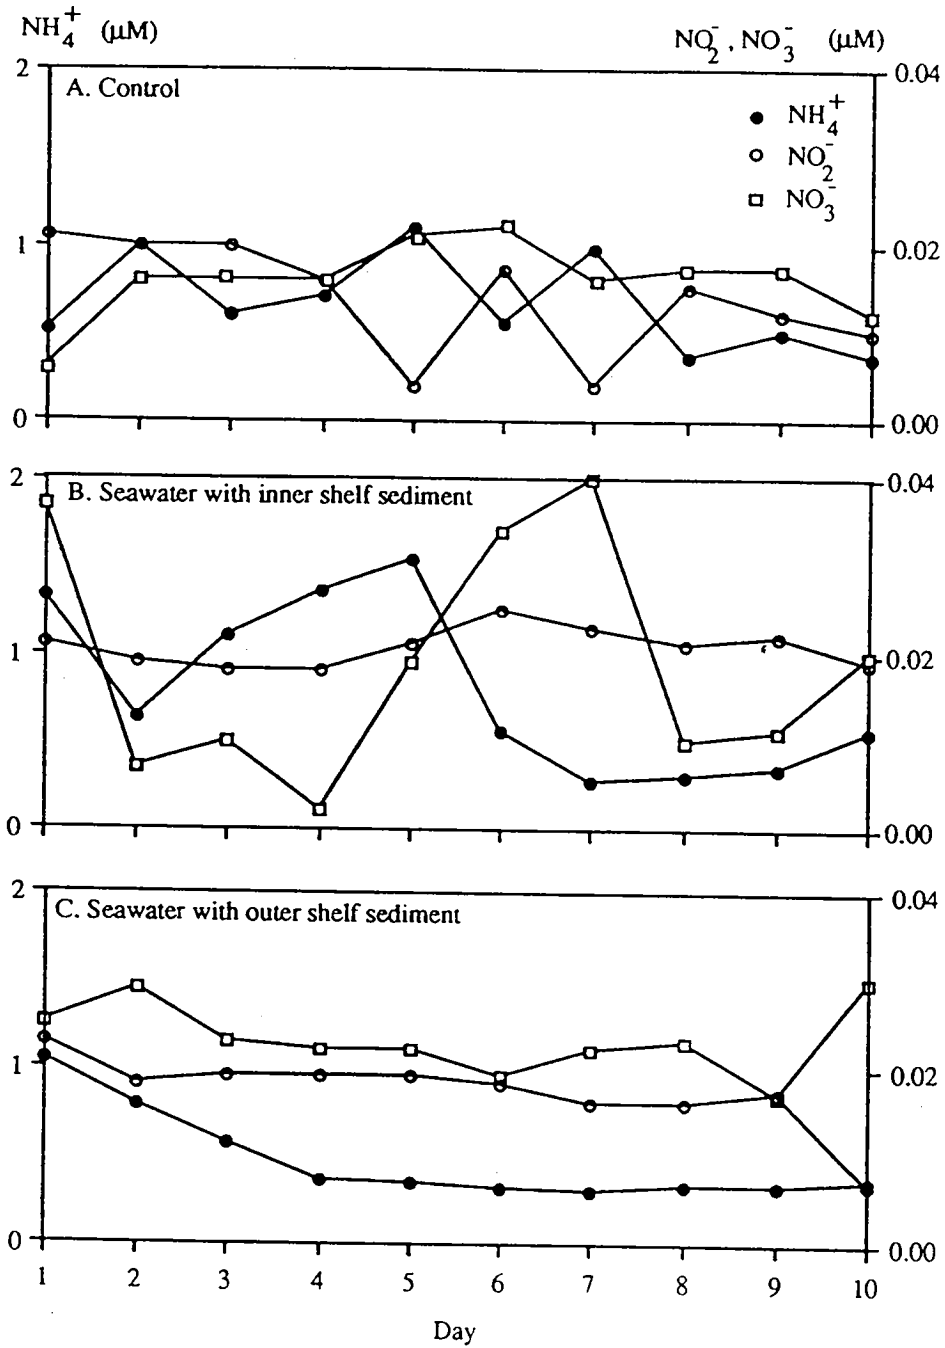 NH4+ (μM)
NO2-, NO3- (μM)
2
0.04
A. Control
NH4+
NO2-
NO3-
1
0.02
0
0.00
2
0.04
B. Seawater with inner shelf sediment
1
0.02
0
0.00
2
0.04
C. Seawater with outer shelf sediment
1
0.02
0
0.00
1 2 3 4 5 6 7 8 9 10
Day